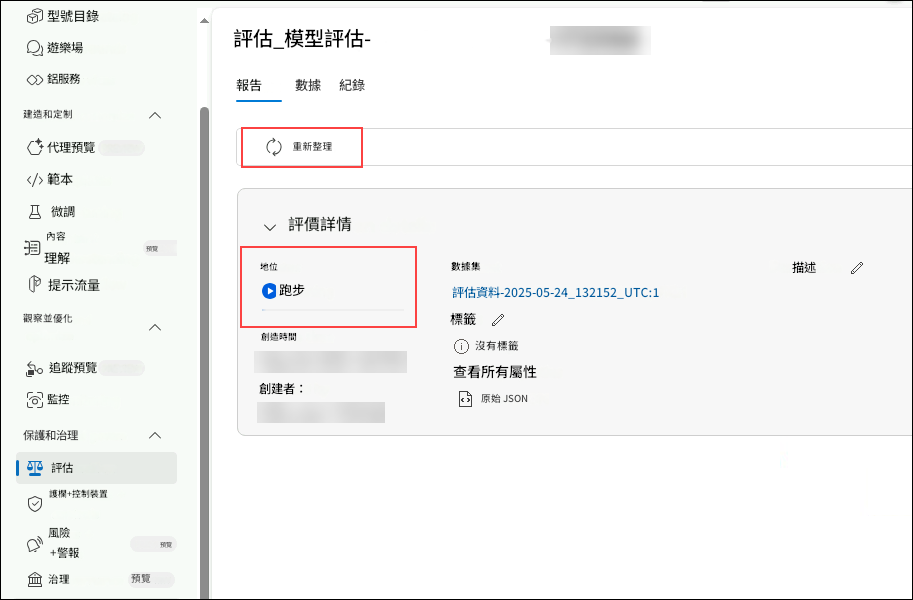 型號目錄
遊樂場
鋁服務
建造和定制
代理預覽
範本
微調
內容
理解
預覽
提示流量
觀察並優化
追蹤預覽
監控
保護和治理
評估
護欄+控制裝置
風險
+警報
預覽
治理
預覽
評估_模型評估-
報告 數據 紀錄
重新整理
評價詳情
地位
跑步
創造時間
創建者：
數據集
評估資料-2025-05-24_132152_UTC:1
標籤
沒有標籤
查看所有屬性
原始 JSON
描述